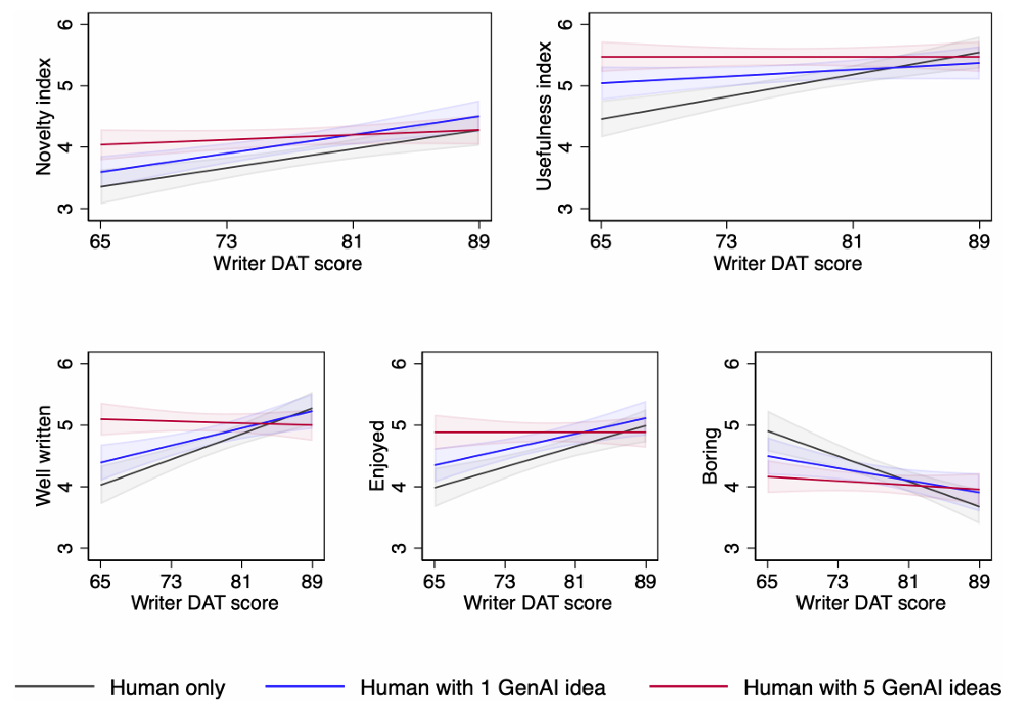 Novelty index
6
5
4
3
65 73 81 89
Writer DAT score
Usefulness index
6
5
4
3
65 73 81 89
Writer DAT score
Well written
6
5
4
3
65 73 81 89
Writer DAT score
Enjoyed
6
5
4
3
65 73 81 89
Writer DAT score
Boring
6
5
4
3
65 73 81 89
Writer DAT score
Human only Human with 1 GenAI idea Human with 5 GenAI ideas